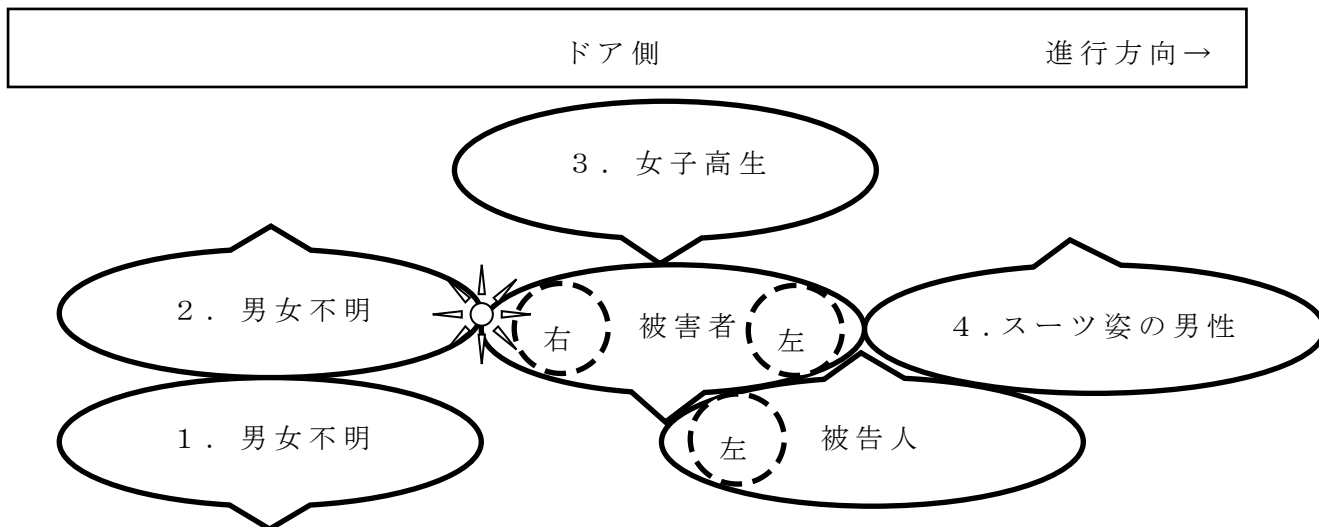 ドア側 進行方向→
3．女子高生
2．男女不明
右 被害者 左
4．スーツ姿の男性
1．男女不明
左 被告人